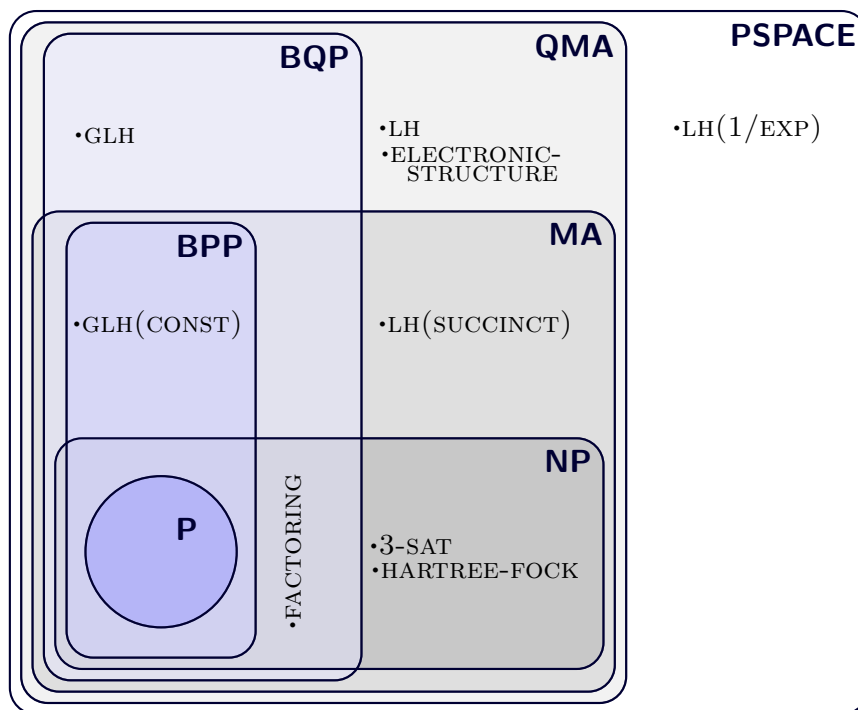 PSPACE
QMA
BQP
·GLH
·LH
·ELECTRONIC-
STRUCTURE
·LH(1/EXP)
MA
BPP
·GLH(CONST)
·LH(SUCCINCT)
NP
P
·FACTORING
·3-SAT
·HARTREE-FOCK